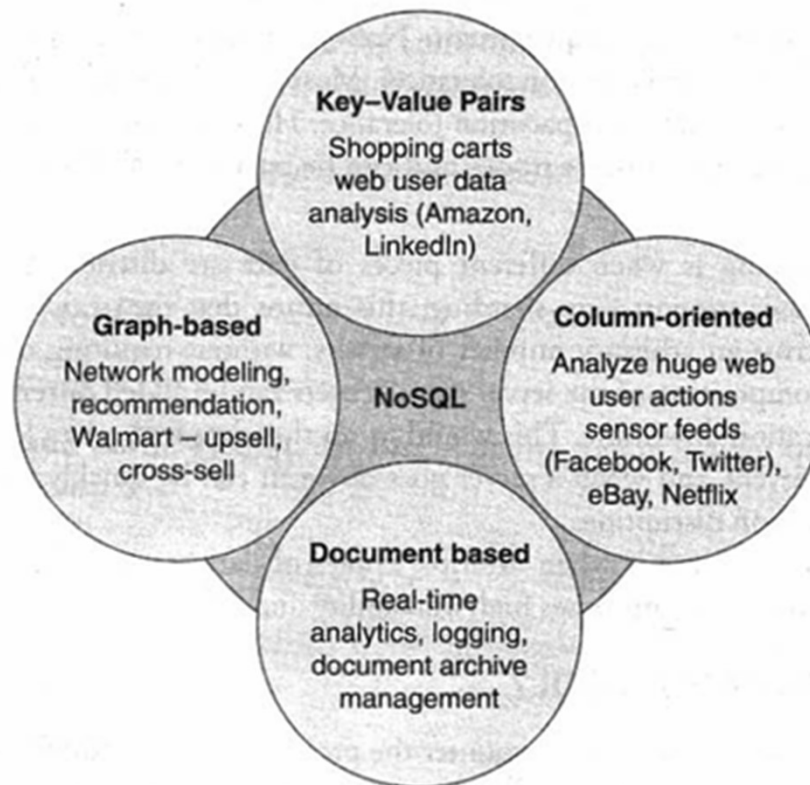 Key–Value Pairs
Shopping carts
web user data
analysis (Amazon,
LinkedIn)
Graph-based
Network modeling,
recommendation,
Walmart – upsell,
cross-sell
NoSQL
Column-oriented
Analyze huge web
user actions
sensor feeds
(Facebook, Twitter),
eBay, Netflix
Document based
Real-time
analytics, logging,
document archive
management